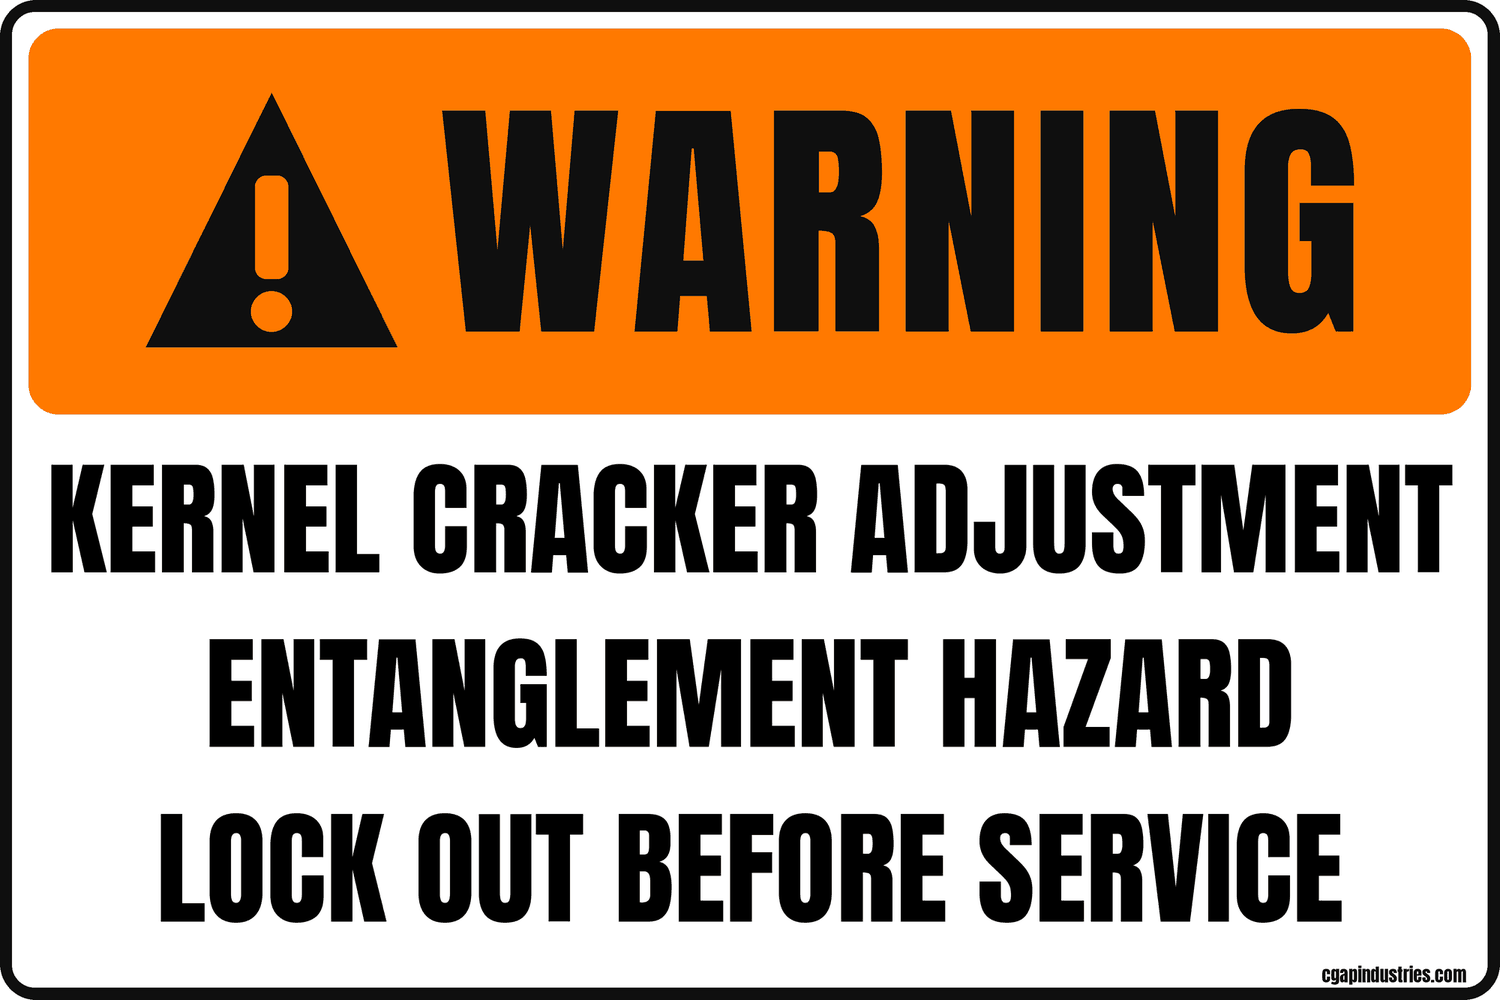 WARNING
KERNEL CRACKER ADJUSTMENT
ENTANGLEMENT HAZARD
LOCK OUT BEFORE SERVICE
cgapindustries.com